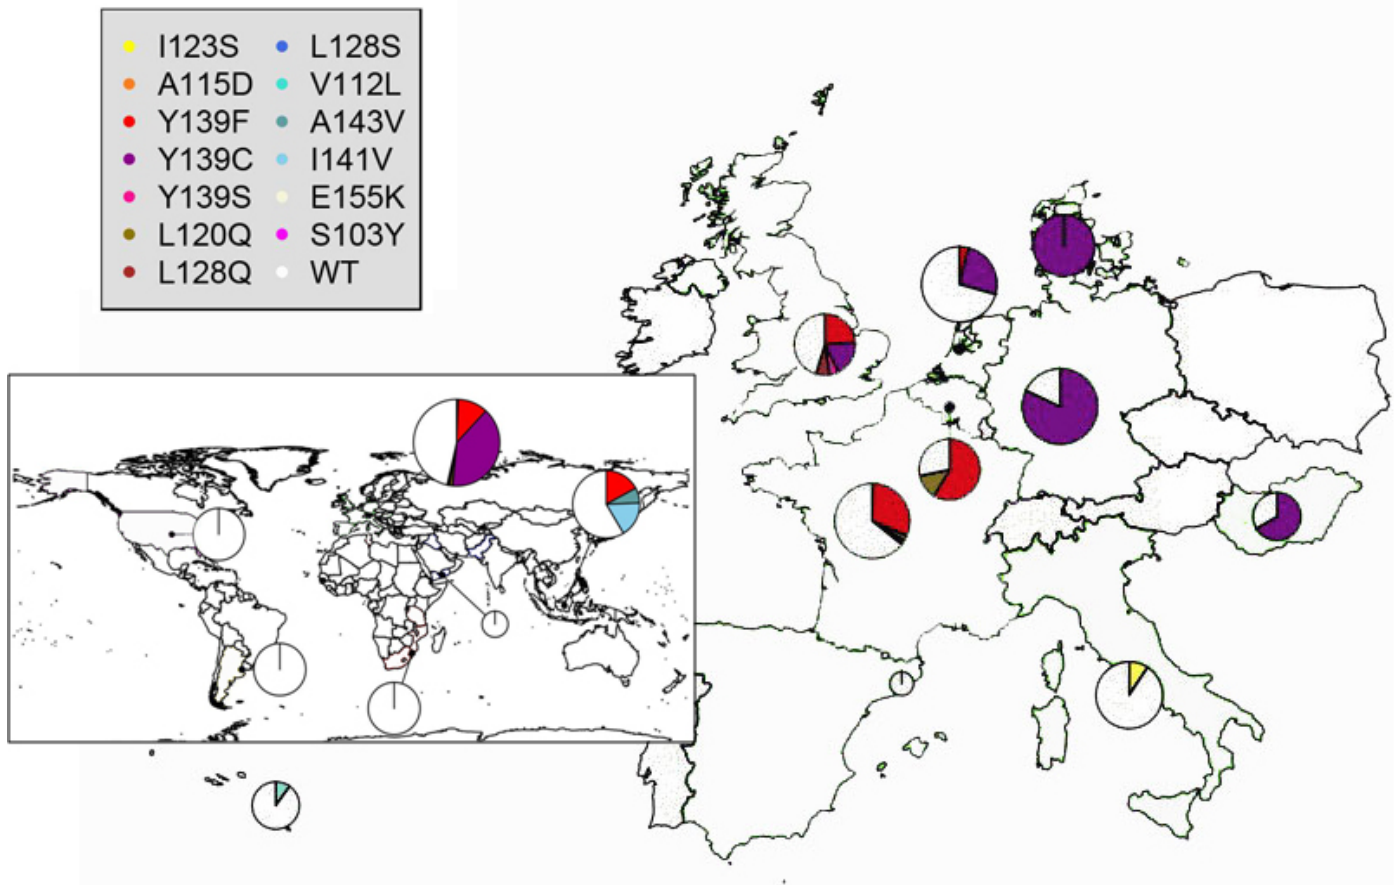 I123S L128S
A115D V112L
Y139F A143V
Y139C I141V
Y139S E155K
L120Q S103Y
L128Q WT